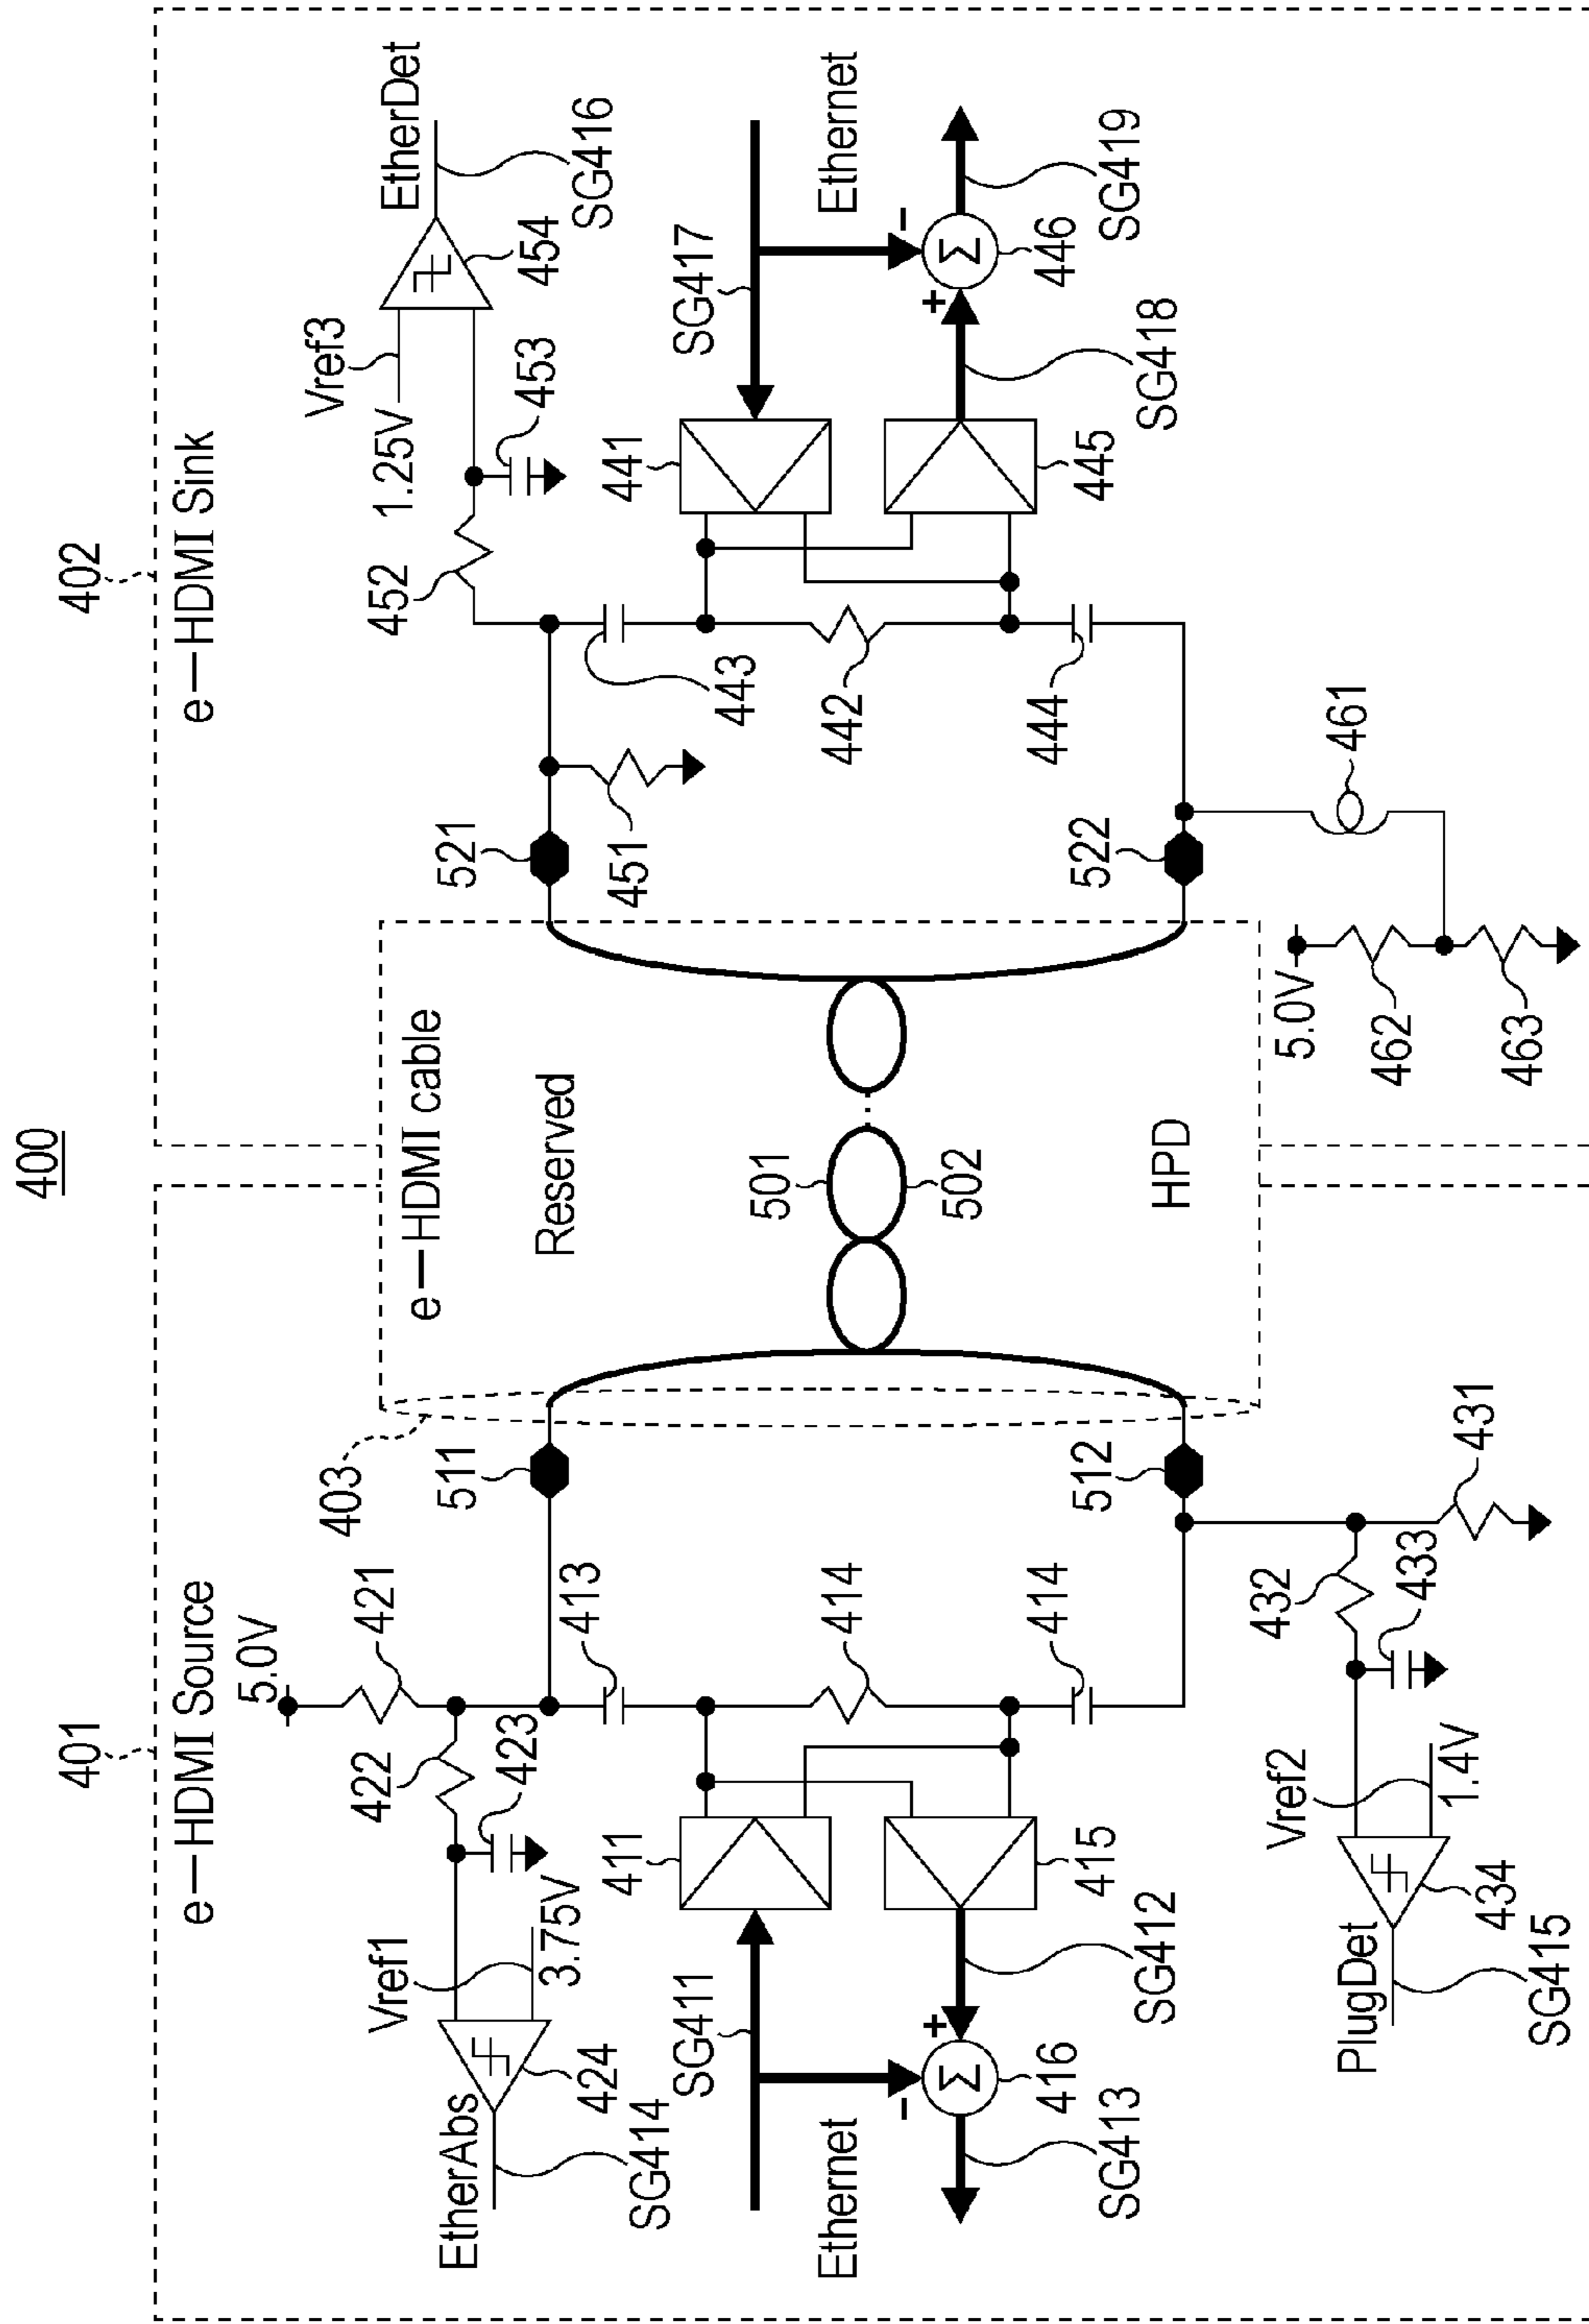 400
401
402
e—HDMI Source
e—HDMI Sink
5.0V
421
422
423
Vref1
3.75V
EtherAbs
424
SG414
403
511
413
e—HDMI cable
Reserved
521
451
452
Vref3
1.25V
453
EtherDet
454
SG416
SG411
411
414
501
502
443
442
441
SG417
Ethernet
Ethernet
−
+
Σ
416
SG413
SG412
415
414
512
HPD
522
444
445
SG418
+
−
Σ
446
SG419
PlugDet
SG415
434
Vref2
1.4V
432
433
431
5.0V
462
463
461